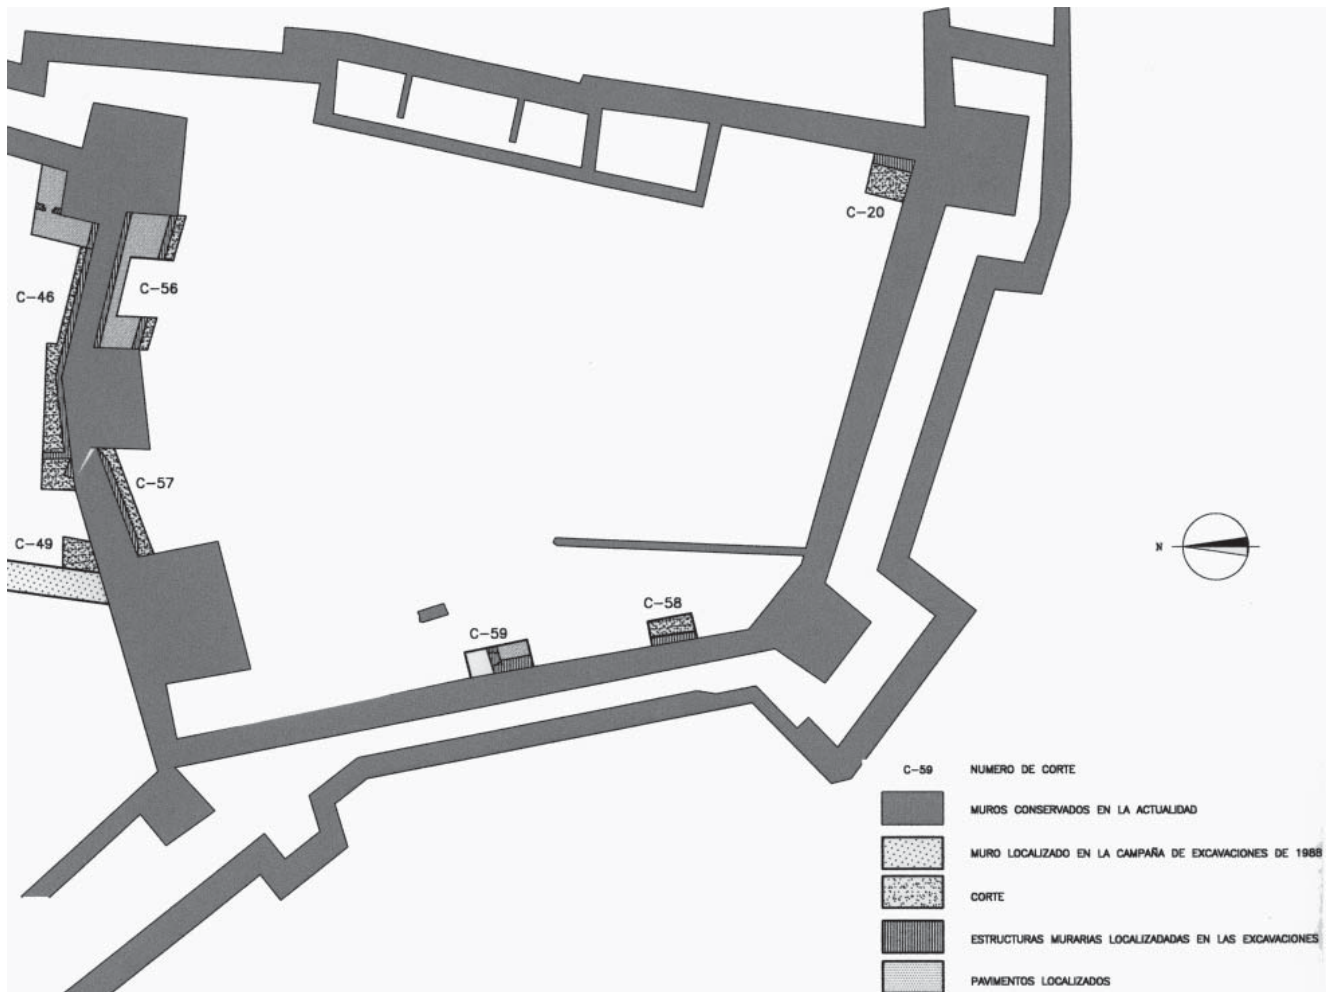 C-20
C-46
C-56
C-57
C-49
N
C-58
C-59
C-59 NUMERO DE CORTE
MUROS CONSERVADOS EN LA ACTUALIDAD
MURO LOCALIZADO EN LA CAMPAÑA DE EXCAVACIONES DE 1988
CORTE
ESTRUCTURAS MURARIAS LOCALIZADADAS EN LAS EXCAVACIONES
PAVIMENTOS LOCALIZADOS